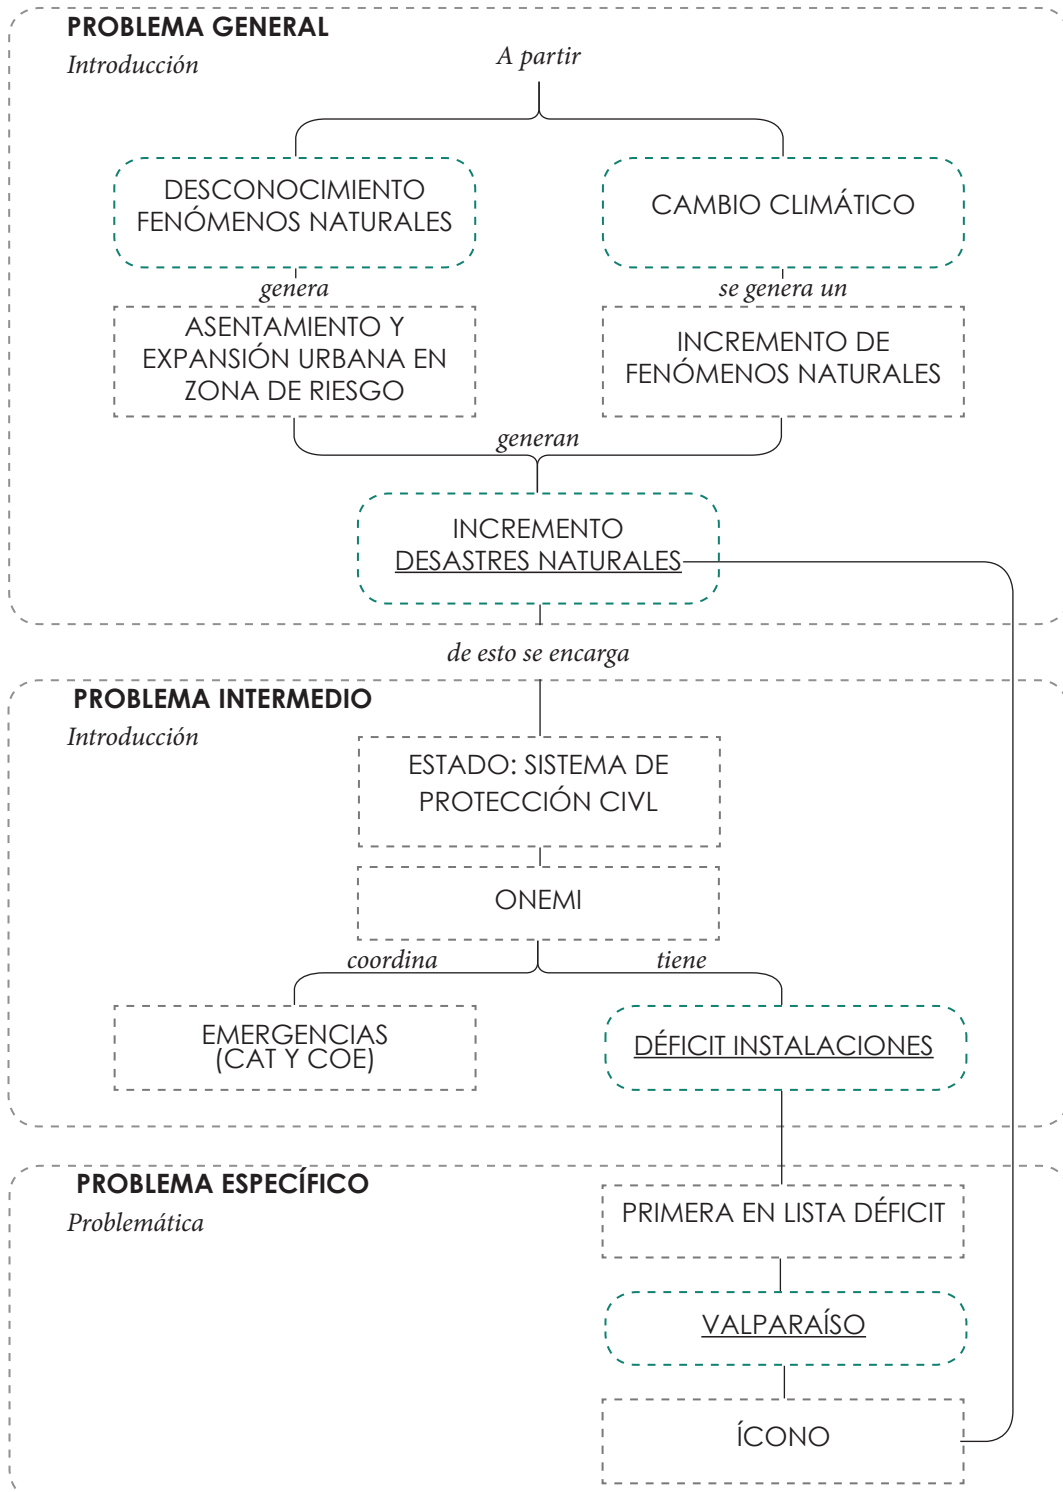 PROBLEMA GENERAL
Introducción
A partir
DESCONOCIMIENTO
FENÓMENOS NATURALES
CAMBIO CLIMÁTICO
genera
se genera un
ASENTAMIENTO Y
EXPANSIÓN URBANA EN
ZONA DE RIESGO
INCREMENTO DE
FENÓMENOS NATURALES
generan
INCREMENTO
DESASTRES NATURALES
de esto se encarga
PROBLEMA INTERMEDIO
Introducción
ESTADO: SISTEMA DE
PROTECCIÓN CIVL
ONEMI
coordina
tiene
EMERGENCIAS
(CAT Y COE)
DÉFICIT INSTALACIONES
PROBLEMA ESPECÍFICO
Problemática
PRIMERA EN LISTA DÉFICIT
VALPARAÍSO
ÍCONO